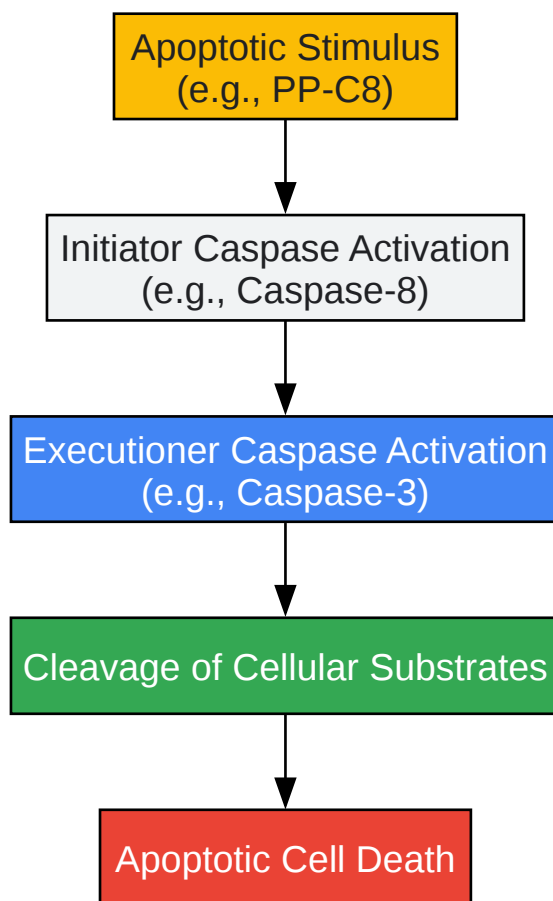 Apoptotic Stimulus
(e.g., PP-C8)
Initiator Caspase Activation
(e.g., Caspase-8)
Executioner Caspase Activation
(e.g., Caspase-3)
Cleavage of Cellular Substrates
Apoptotic Cell Death